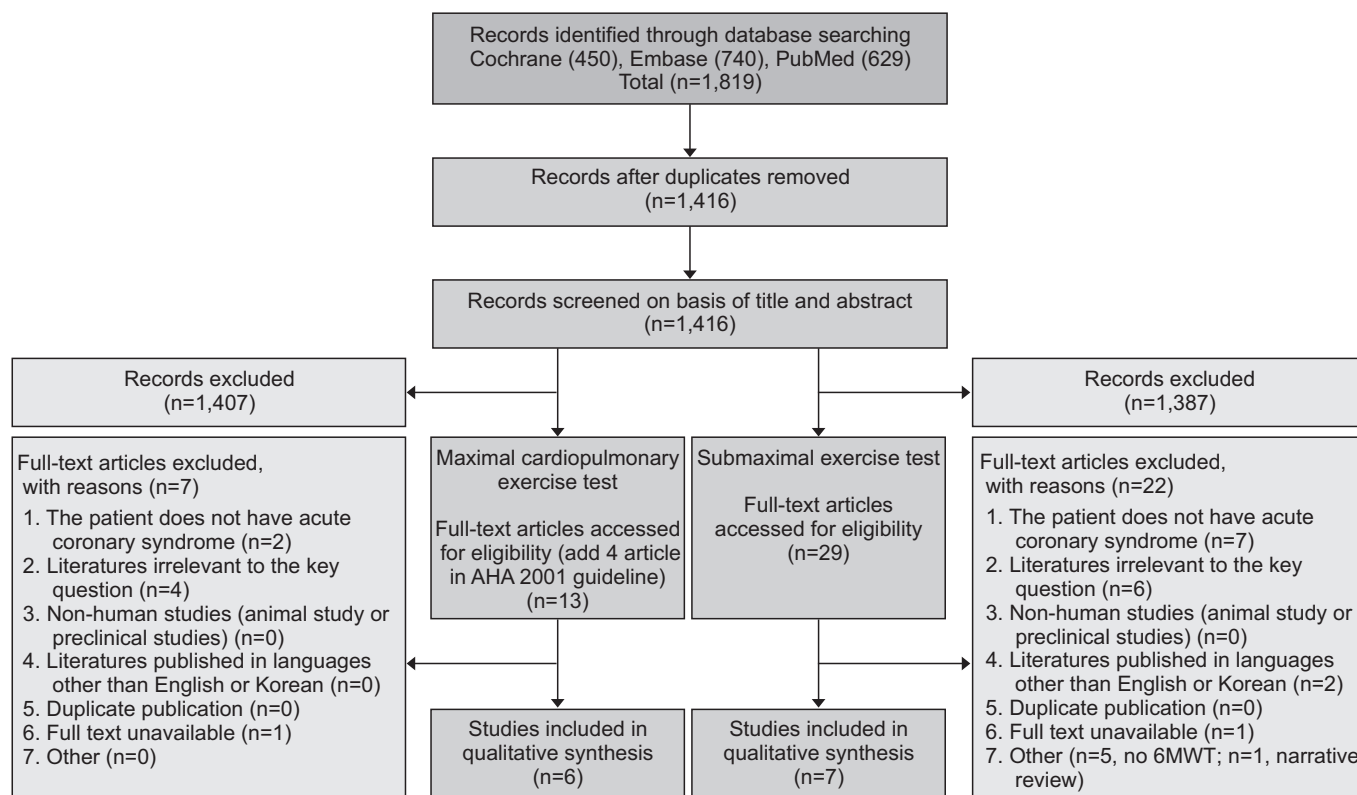 Records identified through database searching
Cochrane (450), Embase (740), PubMed (629)
Total (n=1,819)
Records after duplicates removed
(n=1,416)
Records screened on basis of title and abstract
(n=1,416)
Records excluded
(n=1,407)
Records excluded
(n=1,387)
Full-text articles excluded,
with reasons (n=7)
1. The patient does not have acute
coronary syndrome (n=2)
2. Literatures irrelevant to the key
question (n=4)
3. Non-human studies (animal study or
preclinical studies) (n=0)
4. Literatures published in languages
other than English or Korean (n=0)
5. Duplicate publication (n=0)
6. Full text unavailable (n=1)
7. Other (n=0)
Maximal cardiopulmonary
exercise test
Full-text articles accessed
for eligibility (add 4 article
in AHA 2001 guideline)
(n=13)
Submaximal exercise test
Full-text articles
accessed for eligibility
(n=29)
Full-text articles excluded,
with reasons (n=22)
1. The patient does not have acute
coronary syndrome (n=7)
2. Literatures irrelevant to the key
question (n=6)
3. Non-human studies (animal study or
preclinical studies) (n=0)
4. Literatures published in languages
other than English or Korean (n=2)
5. Duplicate publication (n=0)
6. Full text unavailable (n=1)
7. Other (n=5, no 6MWT; n=1, narrative
review)
Studies included in
qualitative synthesis
(n=6)
Studies included in
qualitative synthesis
(n=7)